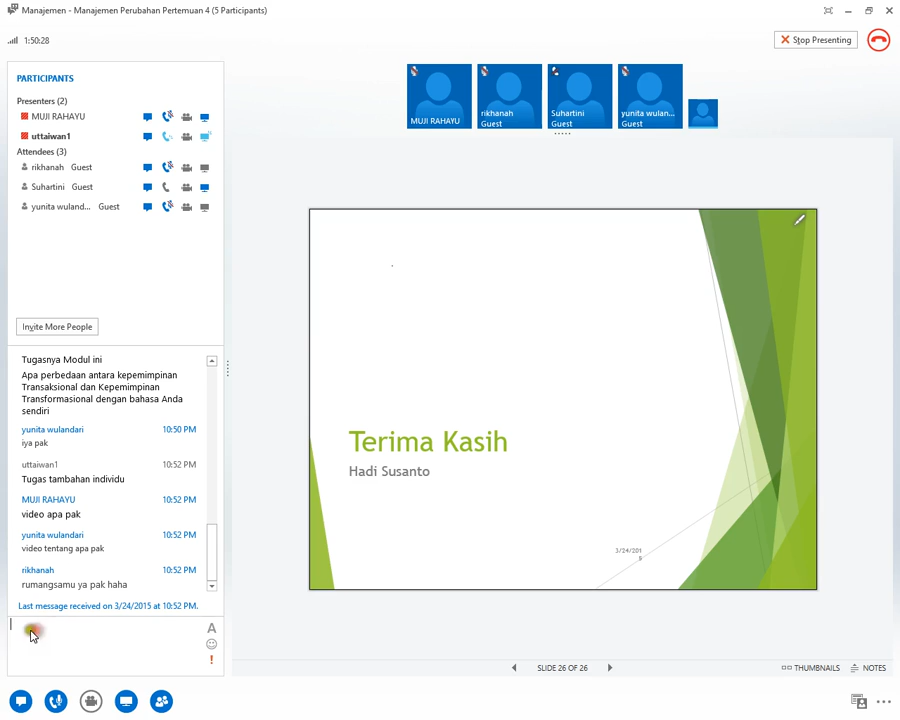 Manajemen - Manajemen Perubahan Pertemuan 4 (5 Participants)
1:50:28
Stop Presenting
PARTICIPANTS
Presenters (2)
MUJI RAHAYU
uttaiwan1
Attendees (3)
rikhanah Guest
Suhartini Guest
yunita wuland... Guest
Invite More People
Tugasnya Modul ini
Apa perbedaan antara kepemimpinan
Transaksional dan Kepemimpinan
Transformasional dengan bahasa Anda
sendiri
yunita wulandari 10:50 PM
iya pak
uttaiwan1 10:52 PM
Tugas tambahan individu
MUJI RAHAYU 10:52 PM
video apa pak
yunita wulandari 10:52 PM
video tentang apa pak
rikhanah 10:52 PM
rumangsamu ya pak haha
Last message received on 3/24/2015 at 10:52 PM.
A
!
MUJI RAHAYU
rikhanah
Guest
Suhartini
Guest
yunita wulan...
Guest
Terima Kasih
Hadi Susanto
3/24/201
5
SLIDE 26 OF 26
THUMBNAILS
NOTES